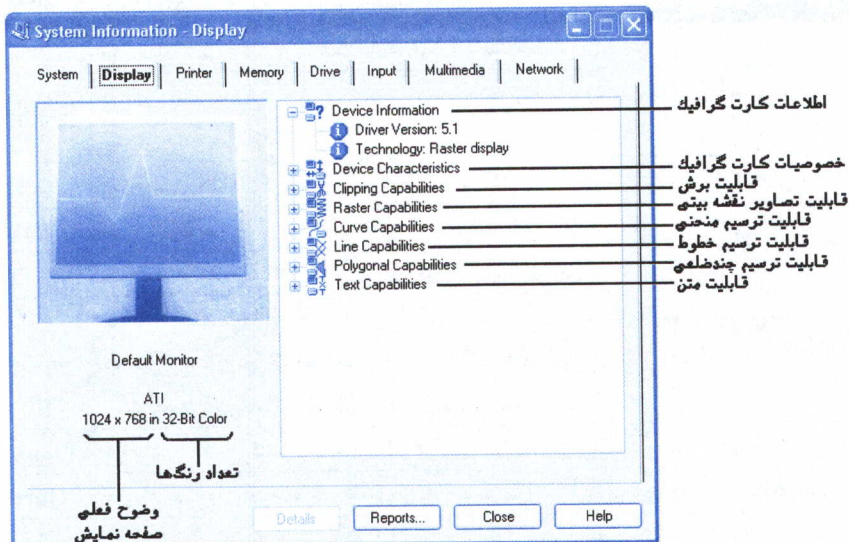 System Information - Display
System Display Printer Memory Drive Input Multimedia Network
Device Information
اطلاعات کارت گرافیك
Driver Version: 5.1
Technology: Raster display
Device Characteristics
خصوصیات کارت گرافیك
Clipping Capabilities
قابلیت برش
Raster Capabilities
قابلیت تصاویر نقشه بیتی
Curve Capabilities
قابلیت ترسیم منحنی
Line Capabilities
قابلیت ترسیم خطوط
Polygonal Capabilities
قابلیت ترسیم چندضلعی
Text Capabilities
قابلیت متن
Default Monitor
ATI
1024 x 768 in 32-Bit Color
تعداد رنگ‌ها
وضوح فعلی
صفحه نمایش
Details Reports... Close Help